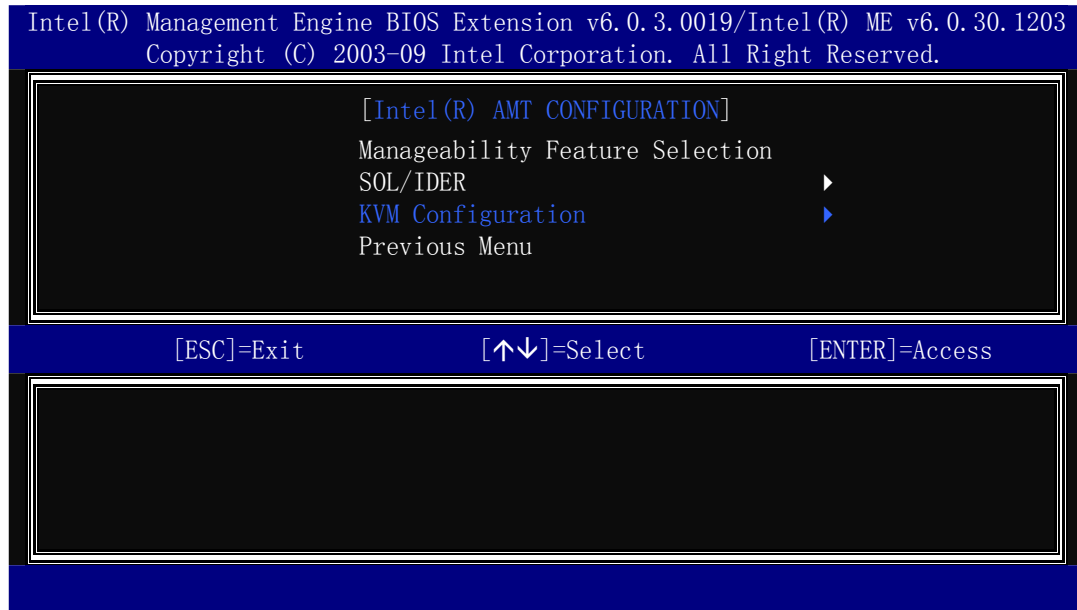 Intel(R) Management Engine BIOS Extension v6.0.3.0019/Intel(R) ME v6.0.30.1203
Copyright (C) 2003-09 Intel Corporation. All Right Reserved.
[Intel(R) AMT CONFIGURATION]
Manageability Feature Selection
SOL/IDER ▶
KVM Configuration ▶
Previous Menu
[ESC]=Exit [↑↓]=Select [ENTER]=Access